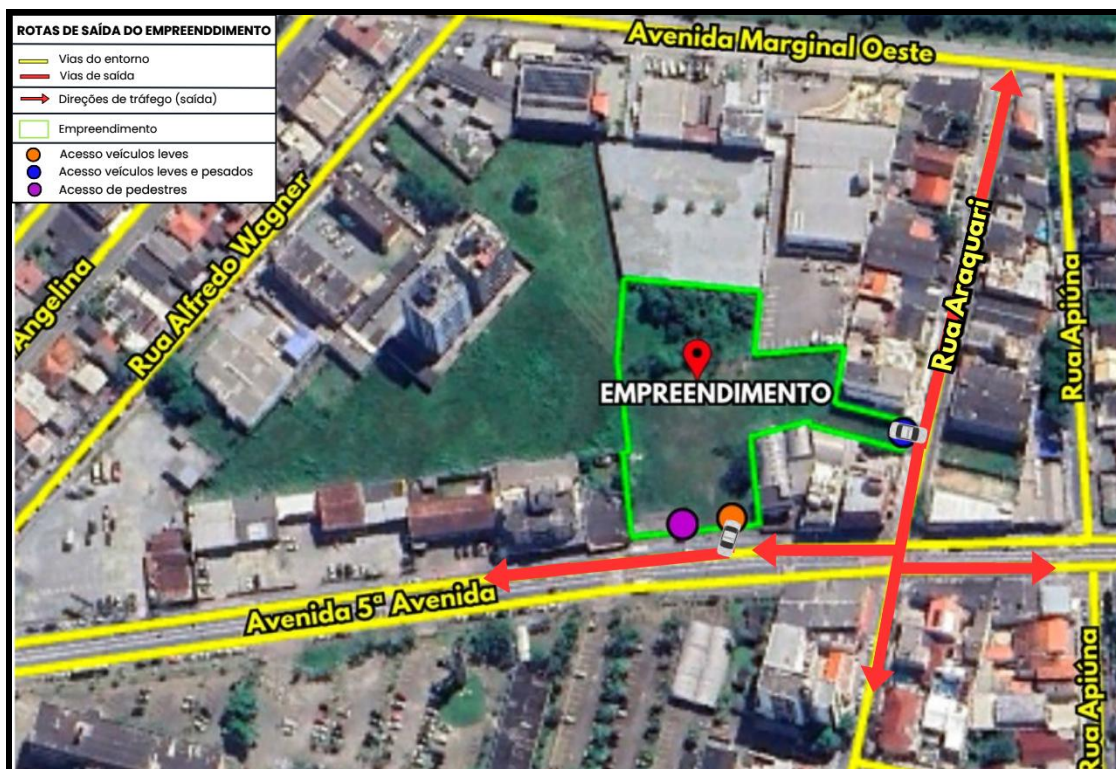 ROTAS DE SAÍDA DO EMPREENDDIMENTO
Vias do entorno
Vias de saída
Direções de tráfego (saída)
Empreendimento
Acesso veículos leves
Acesso veículos leves e pesados
Acesso de pedestres
Avenida Marginal Oeste
Angelina
Rua Alfredo Wagner
Rua Araquari
Rua Apiúna
EMPREENDIMENTO
Avenida 5ª Avenida
Rua Apiúna